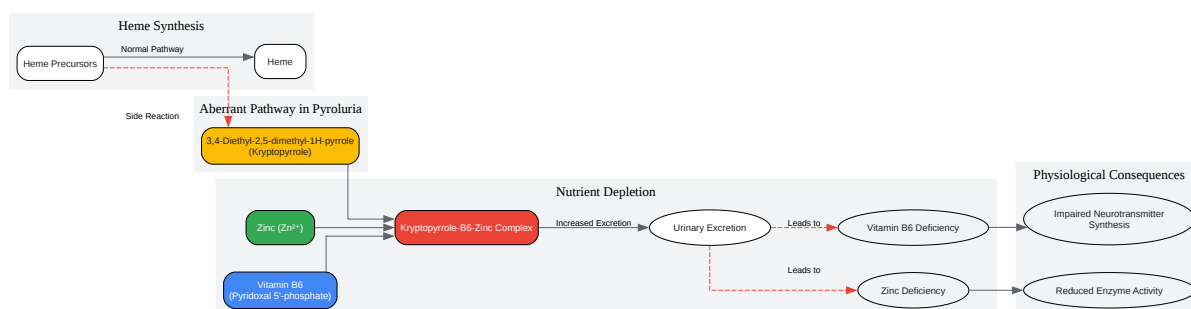 Heme Synthesis
Normal Pathway
Heme Precursors
Heme
Side Reaction
Aberrant Pathway in Pyroluria
3,4-Diethyl-2,5-dimethyl-1H-pyrrole
(Kryptopyrrole)
Nutrient Depletion
Zinc (Zn²⁺)
Vitamin B6
(Pyridoxal 5'-phosphate)
Kryptopyrrole-B6-Zinc Complex
Increased Excretion
Urinary Excretion
Leads to
Vitamin B6 Deficiency
Leads to
Zinc Deficiency
Physiological Consequences
Impaired Neurotransmitter
Synthesis
Reduced Enzyme Activity